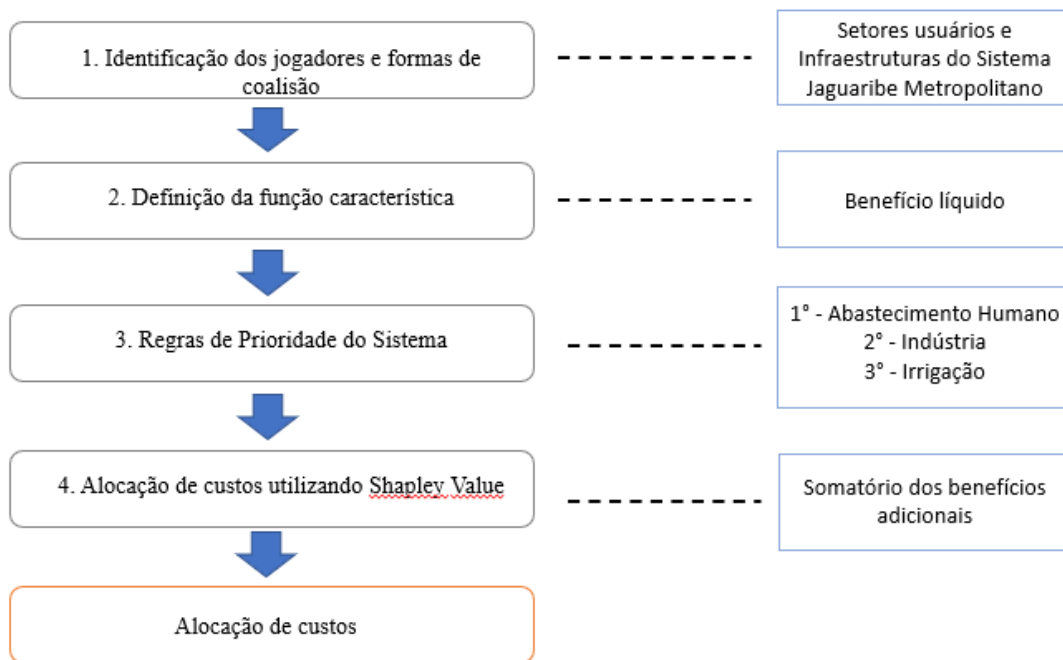 1. Identificação dos jogadores e formas de
coalisão
Setores usuários e
Infraestruturas do Sistema
Jaguaribe Metropolitano
2. Definição da função característica
Benefício líquido
3. Regras de Prioridade do Sistema
1° - Abastecimento Humano
2° - Indústria
3° - Irrigação
4. Alocação de custos utilizando Shapley Value
Somatório dos benefícios
adicionais
Alocação de custos